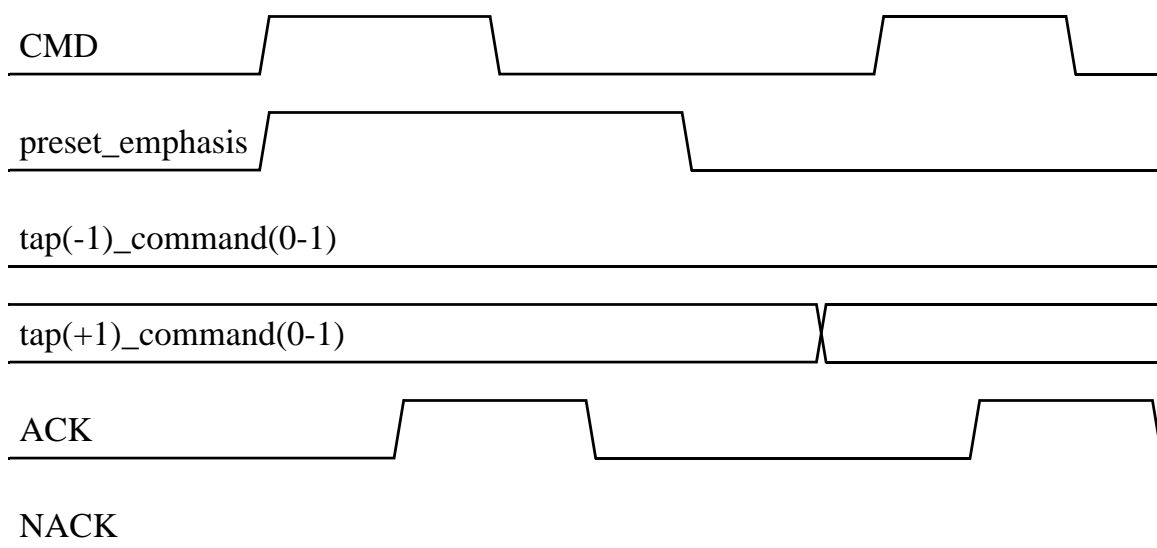 CMD
preset_emphasis
tap(-1)_command(0-1)
tap(+1)_command(0-1)
ACK
NACK